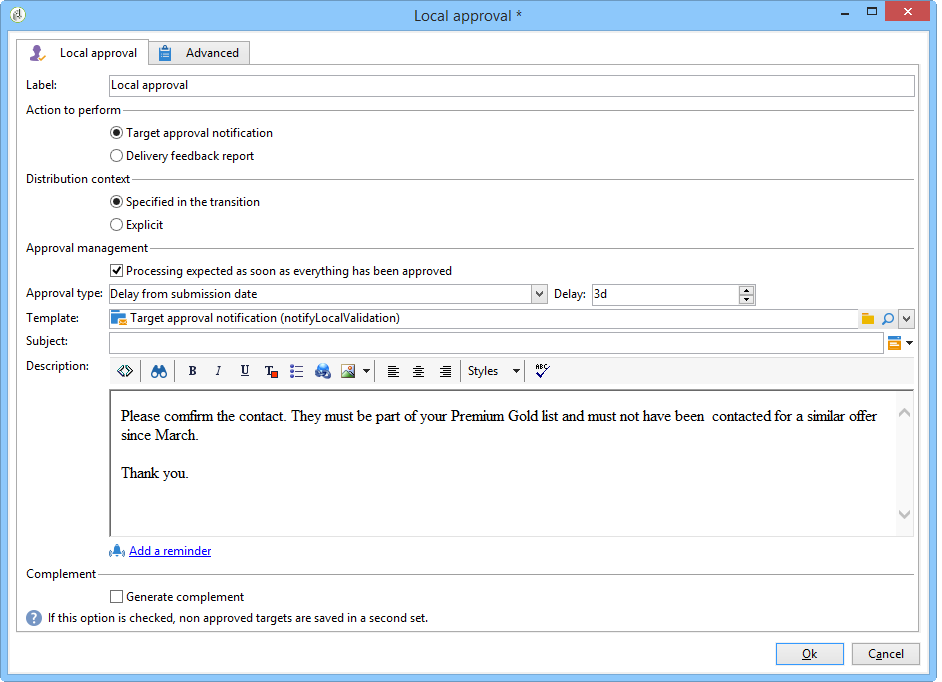 Local approval *
Local approval Advanced
Label: Local approval
Action to perform
Target approval notification
Delivery feedback report
Distribution context
Specified in the transition
Explicit
Approval management
Processing expected as soon as everything has been approved
Approval type: Delay from submission date Delay: 3d
Template: Target approval notification (notifyLocalValidation)
Subject:
Description: B I U T Styles ABC
Please comfirm the contact. They must be part of your Premium Gold list and must not have been  contacted for a similar offer
since March.
Thank you.
Add a reminder
Complement
Generate complement
? If this option is checked, non approved targets are saved in a second set.
Ok Cancel